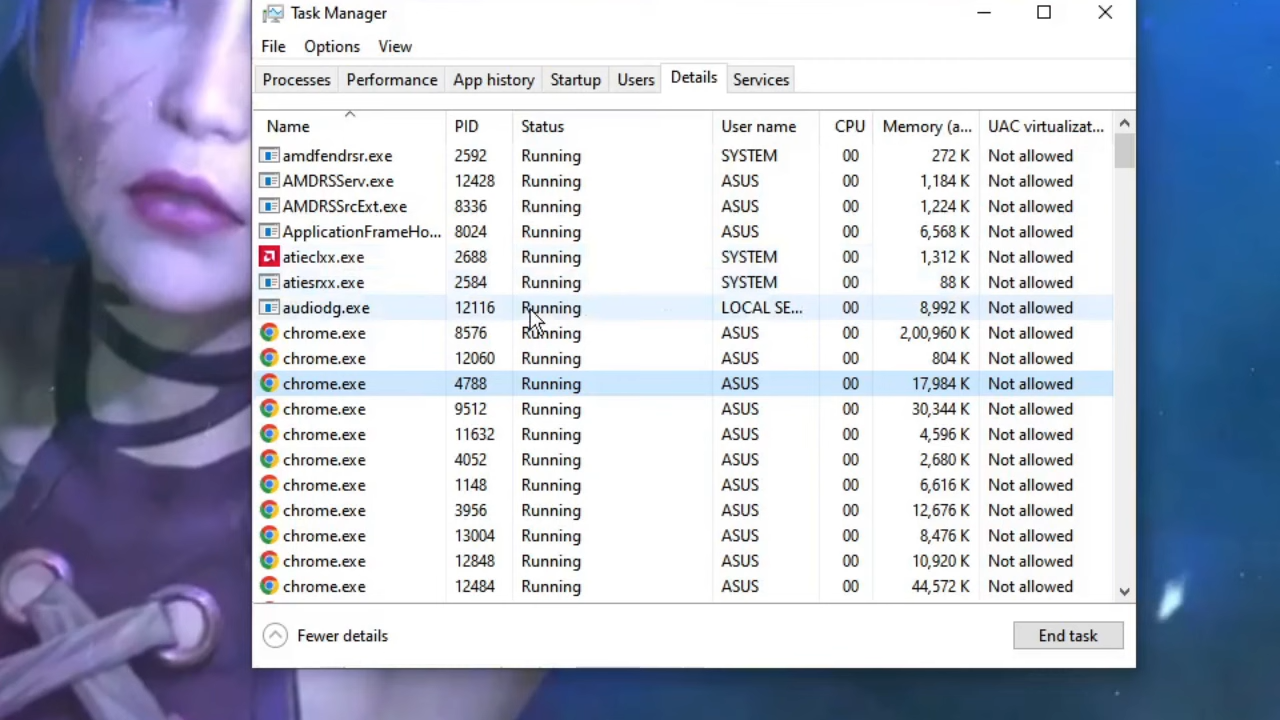 Task Manager
File Options View
Processes Performance App history Startup Users Details Services
Name PID Status User name CPU Memory (a... UAC virtualizat...
amdfendrsr.exe 2592 Running SYSTEM 00 272 K Not allowed
AMDRSServ.exe 12428 Running ASUS 00 1,184 K Not allowed
AMDRSSrcExt.exe 8336 Running ASUS 00 1,224 K Not allowed
ApplicationFrameHo... 8024 Running ASUS 00 6,568 K Not allowed
atieclxx.exe 2688 Running SYSTEM 00 1,312 K Not allowed
atiesrxx.exe 2584 Running SYSTEM 00 88 K Not allowed
audiodg.exe 12116 Running LOCAL SE... 00 8,992 K Not allowed
chrome.exe 8576 Running ASUS 00 2,00,960 K Not allowed
chrome.exe 12060 Running ASUS 00 804 K Not allowed
chrome.exe 4788 Running ASUS 00 17,984 K Not allowed
chrome.exe 9512 Running ASUS 00 30,344 K Not allowed
chrome.exe 11632 Running ASUS 00 4,596 K Not allowed
chrome.exe 4052 Running ASUS 00 2,680 K Not allowed
chrome.exe 1148 Running ASUS 00 6,616 K Not allowed
chrome.exe 3956 Running ASUS 00 12,676 K Not allowed
chrome.exe 13004 Running ASUS 00 8,476 K Not allowed
chrome.exe 12848 Running ASUS 00 10,920 K Not allowed
chrome.exe 12484 Running ASUS 00 44,572 K Not allowed
Fewer details End task